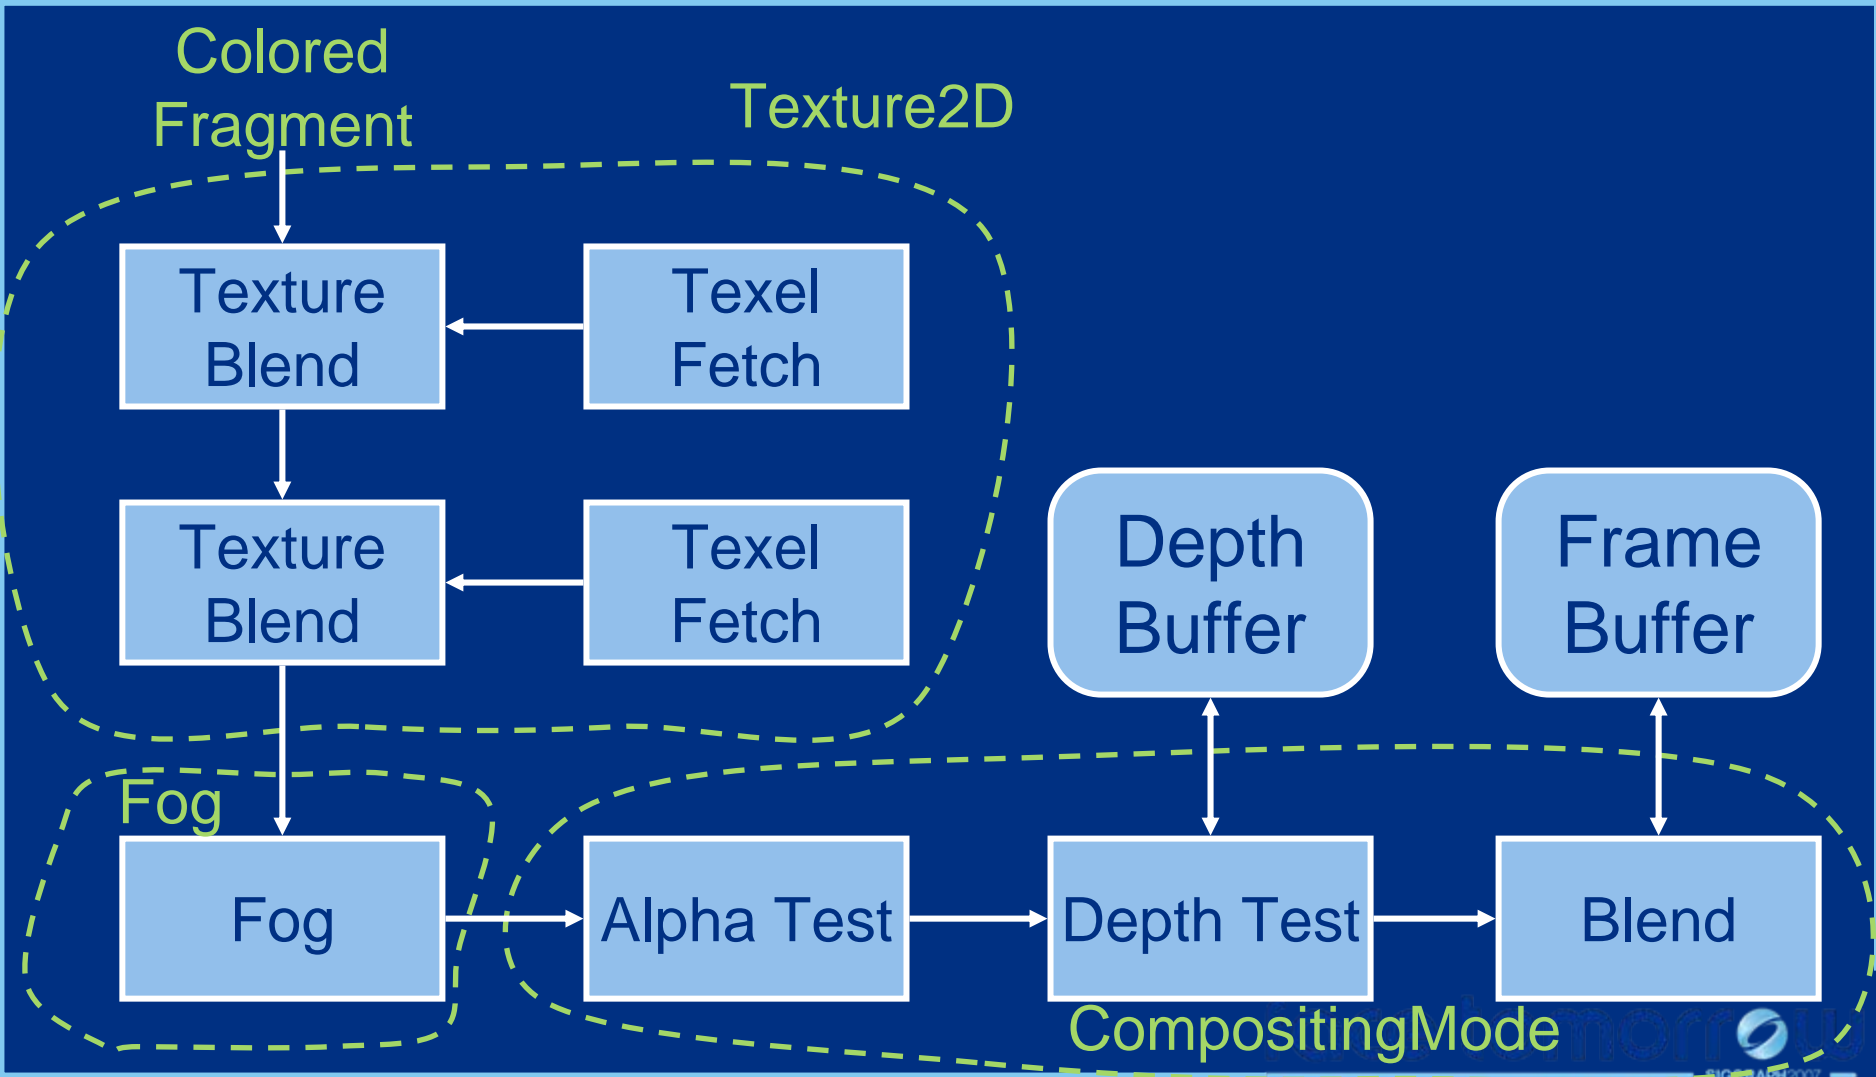 Colored
Fragment
Texture2D
Texture
Blend
Texel
Fetch
Texture
Blend
Texel
Fetch
Depth
Buffer
Frame
Buffer
Fog
Fog
Alpha Test
Depth Test
Blend
CompositingMode